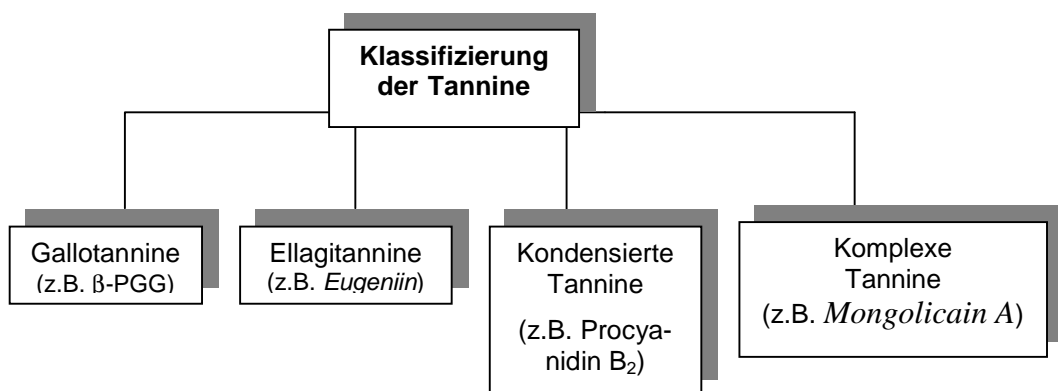 Klassifizierung
der Tannine
Gallotannine
(z.B. β-PGG)
Ellagitannine
(z.B. Eugeniin)
Kondensierte
Tannine
(z.B. Procya-
nidin B₂)
Komplexe
Tannine
(z.B. Mongolicain A)